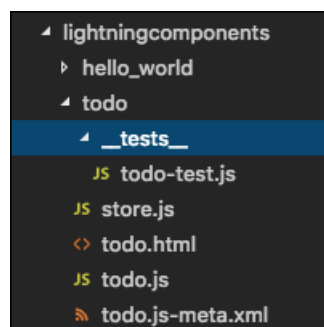 lightningcomponents
hello_world
todo
__tests__
JS todo-test.js
JS store.js
<> todo.html
JS todo.js
todo.js-meta.xml